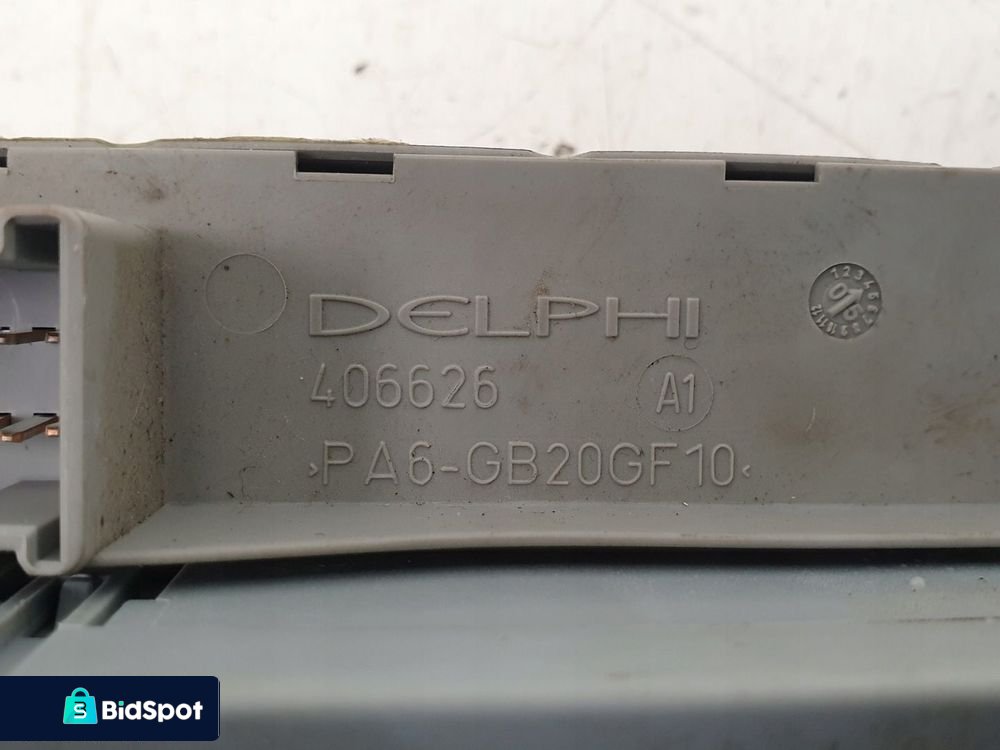 DELPHI
406626
A1
>PA6-GB20GF10<
BidSpot